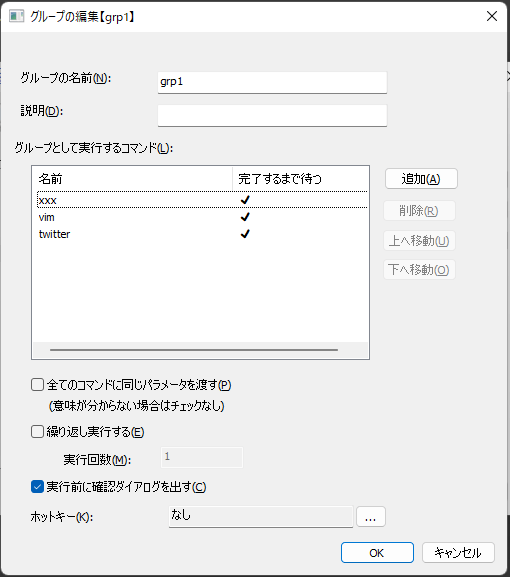 グループの編集【grp1】
グループの名前(N):
grp1
説明(D):
グループとして実行するコマンド(L):
名前 完了するまで待つ
xxx ✔
vim ✔
twitter ✔
追加(A)
削除(R)
上へ移動(U)
下へ移動(O)
全てのコマンドに同じパラメータを渡す(P)
(意味が分からない場合はチェックなし)
繰り返し実行する(E)
実行回数(M): 1
実行前に確認ダイアログを出す(C)
ホットキー(K): なし ...
OK キャンセル